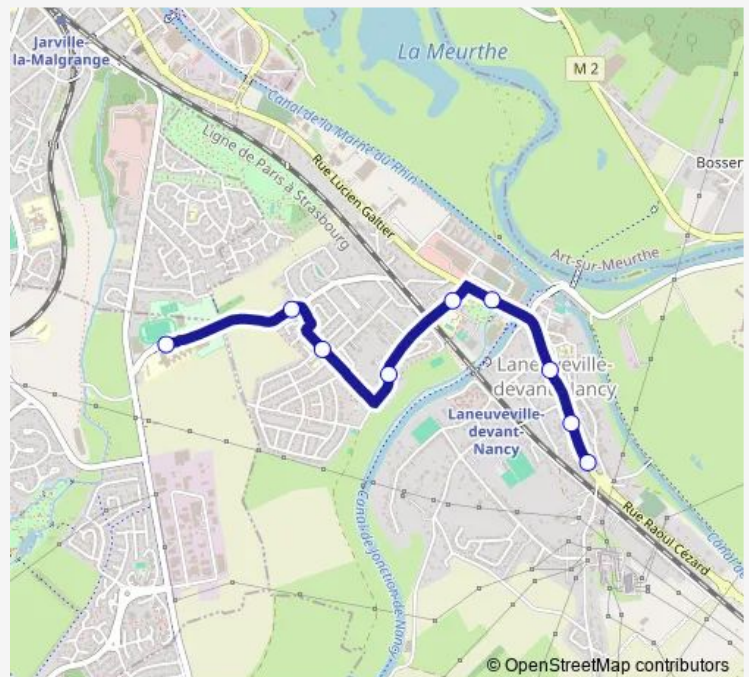 Jarville-
la-Malgrange
La Meurthe
M 2
Canal de la Marne du Rhin
Bosser
Ligne de Paris à Strasbourg
Rue Lucien Galtier
Art-sur-Meurthe
Laneuveville-
devant-Nancy
Laneuveville-
devant-
Nancy
Rue Raoul Cézard
Canal de
Canal de jonction de Nancy
© OpenStreetMap contributors